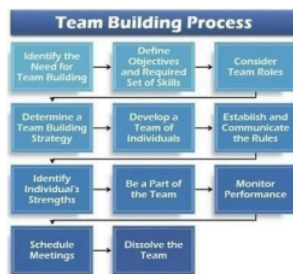 Team Building Process
Identify the
Need for
Team Building
Define
Objectives
and Required
Set of Skills
Consider
Team Roles
Determine a
Team Building
Strategy
Develop a
Team of
Individuals
Establish and
Communicate
the Rules
Identify
Individual's
Strengths
Be a Part of
the Team
Monitor
Performance
Schedule
Meetings
Dissolve the
Team